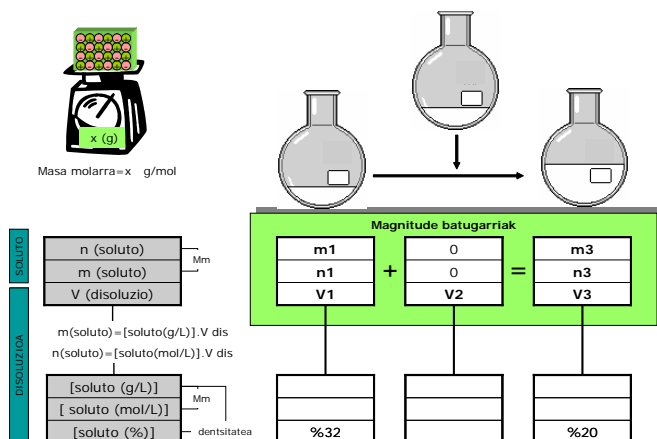 x (g)
Masa molarra=x g/mol
Magnitude batugarriak
SOLUTO
n (soluto)
m (soluto)
V (disoluzio)
Mm
m1
n1
V1
+
0
0
V2
=
m3
n3
V3
DISOLUZIOA
m(soluto)=[soluto(g/L)].V dis
n(soluto)=[soluto(mol/L)].V dis
[soluto (g/L)]
[ soluto (mol/L)]
[soluto (%)]
Mm
dentsitatea
%32
%20